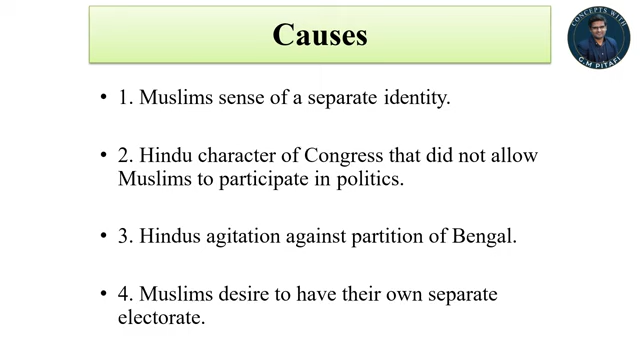 Causes
CONCEPTS WITH
G.M PITAFI
• 1. Muslims sense of a separate identity.
• 2. Hindu character of Congress that did not allow
Muslims to participate in politics.
• 3. Hindus agitation against partition of Bengal.
• 4. Muslims desire to have their own separate
electorate.